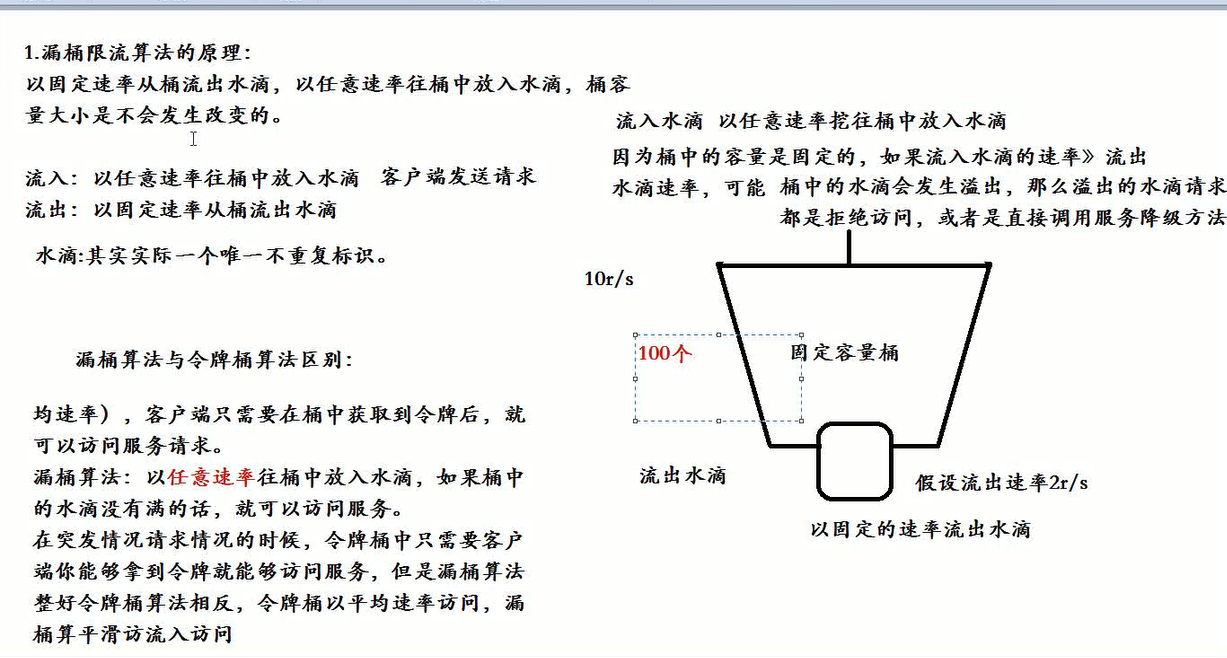 1.漏桶限流算法的原理：
以固定速率从桶流出水滴，以任意速率往桶中放入水滴，桶容
量大小是不会发生改变的。
流入：以任意速率往桶中放入水滴 客户端发送请求
流出：以固定速率从桶流出水滴
水滴:其实实际一个唯一不重复标识。
漏桶算法与令牌桶算法区别：
均速率），客户端只需要在桶中获取到令牌后，就
可以访问服务请求。
漏桶算法：以任意速率往桶中放入水滴，如果桶中
的水滴没有满的话，就可以访问服务。
在突发情况请求情况的时候，令牌桶中只需要客户
端你能够拿到令牌就能够访问服务，但是漏桶算法
整好令牌桶算法相反，令牌桶以平均速率访问，漏
桶算平滑访流入访问
流入水滴 以任意速率挖往桶中放入水滴
因为桶中的容量是固定的，如果流入水滴的速率》流出
水滴速率，可能 桶中的水滴会发生溢出，那么溢出的水滴请求
都是拒绝访问，或者是直接调用服务降级方法
10r/s
100个
固定容量桶
流出水滴
假设流出速率2r/s
以固定的速率流出水滴